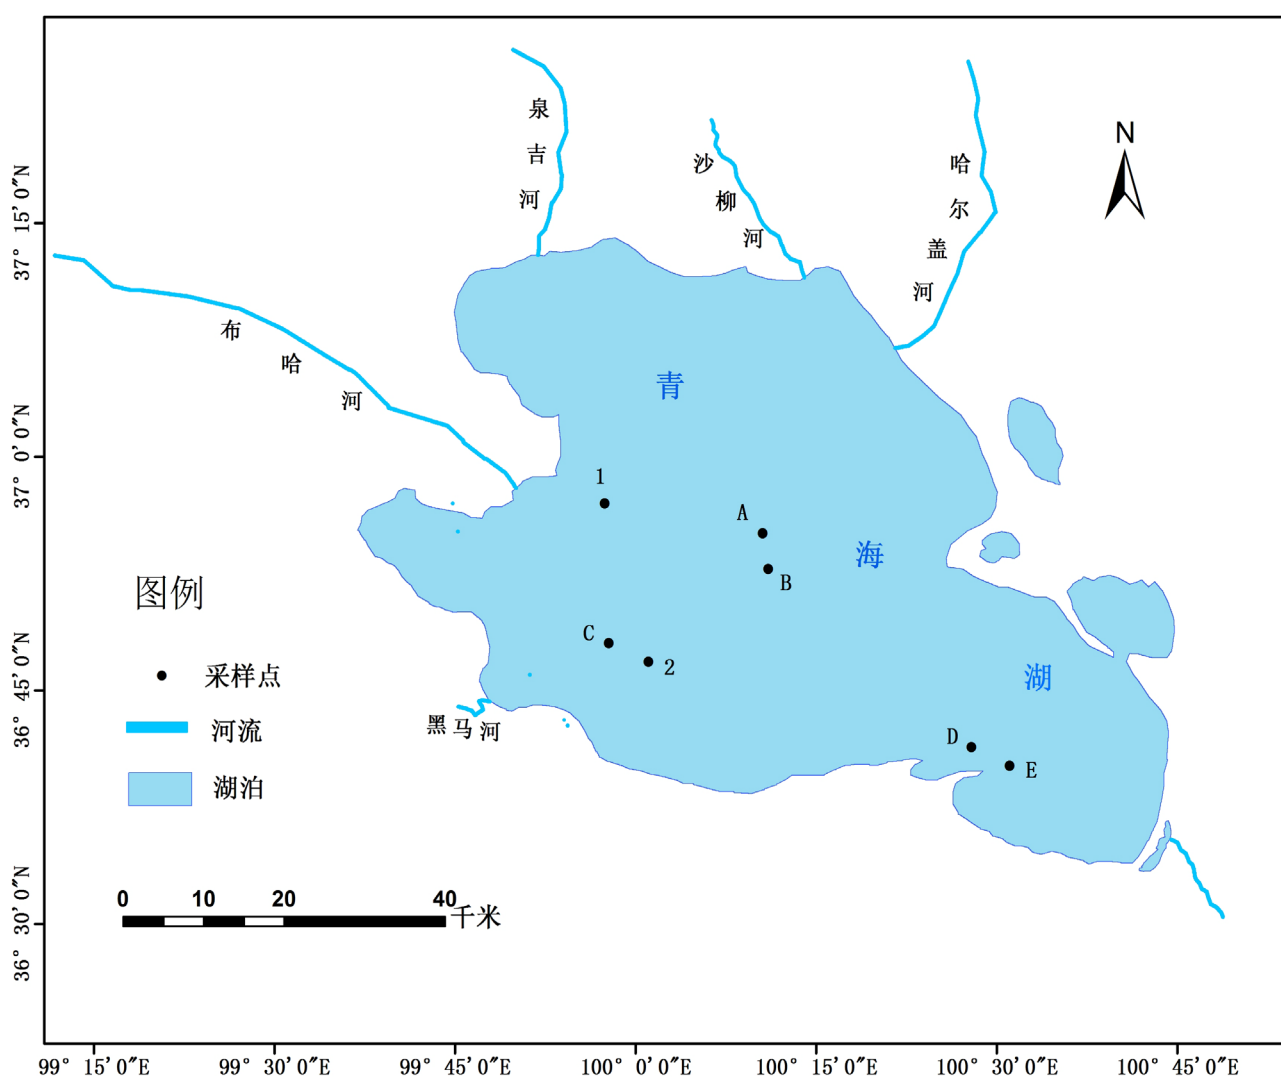 N
泉吉河
沙柳河
哈尔盖河
布哈河
青
海
湖
1
A
B
C
2
D
E
黑马河
图例
采样点
河流
湖泊
0 10 20 40
千米
37° 15′ 0″N
37° 0′ 0″N
36° 45′ 0″N
36° 30′ 0″N
99° 15′ 0″E 99° 30′ 0″E 99° 45′ 0″E 100° 0′ 0″E 100° 15′ 0″E 100° 30′ 0″E 100° 45′ 0″E